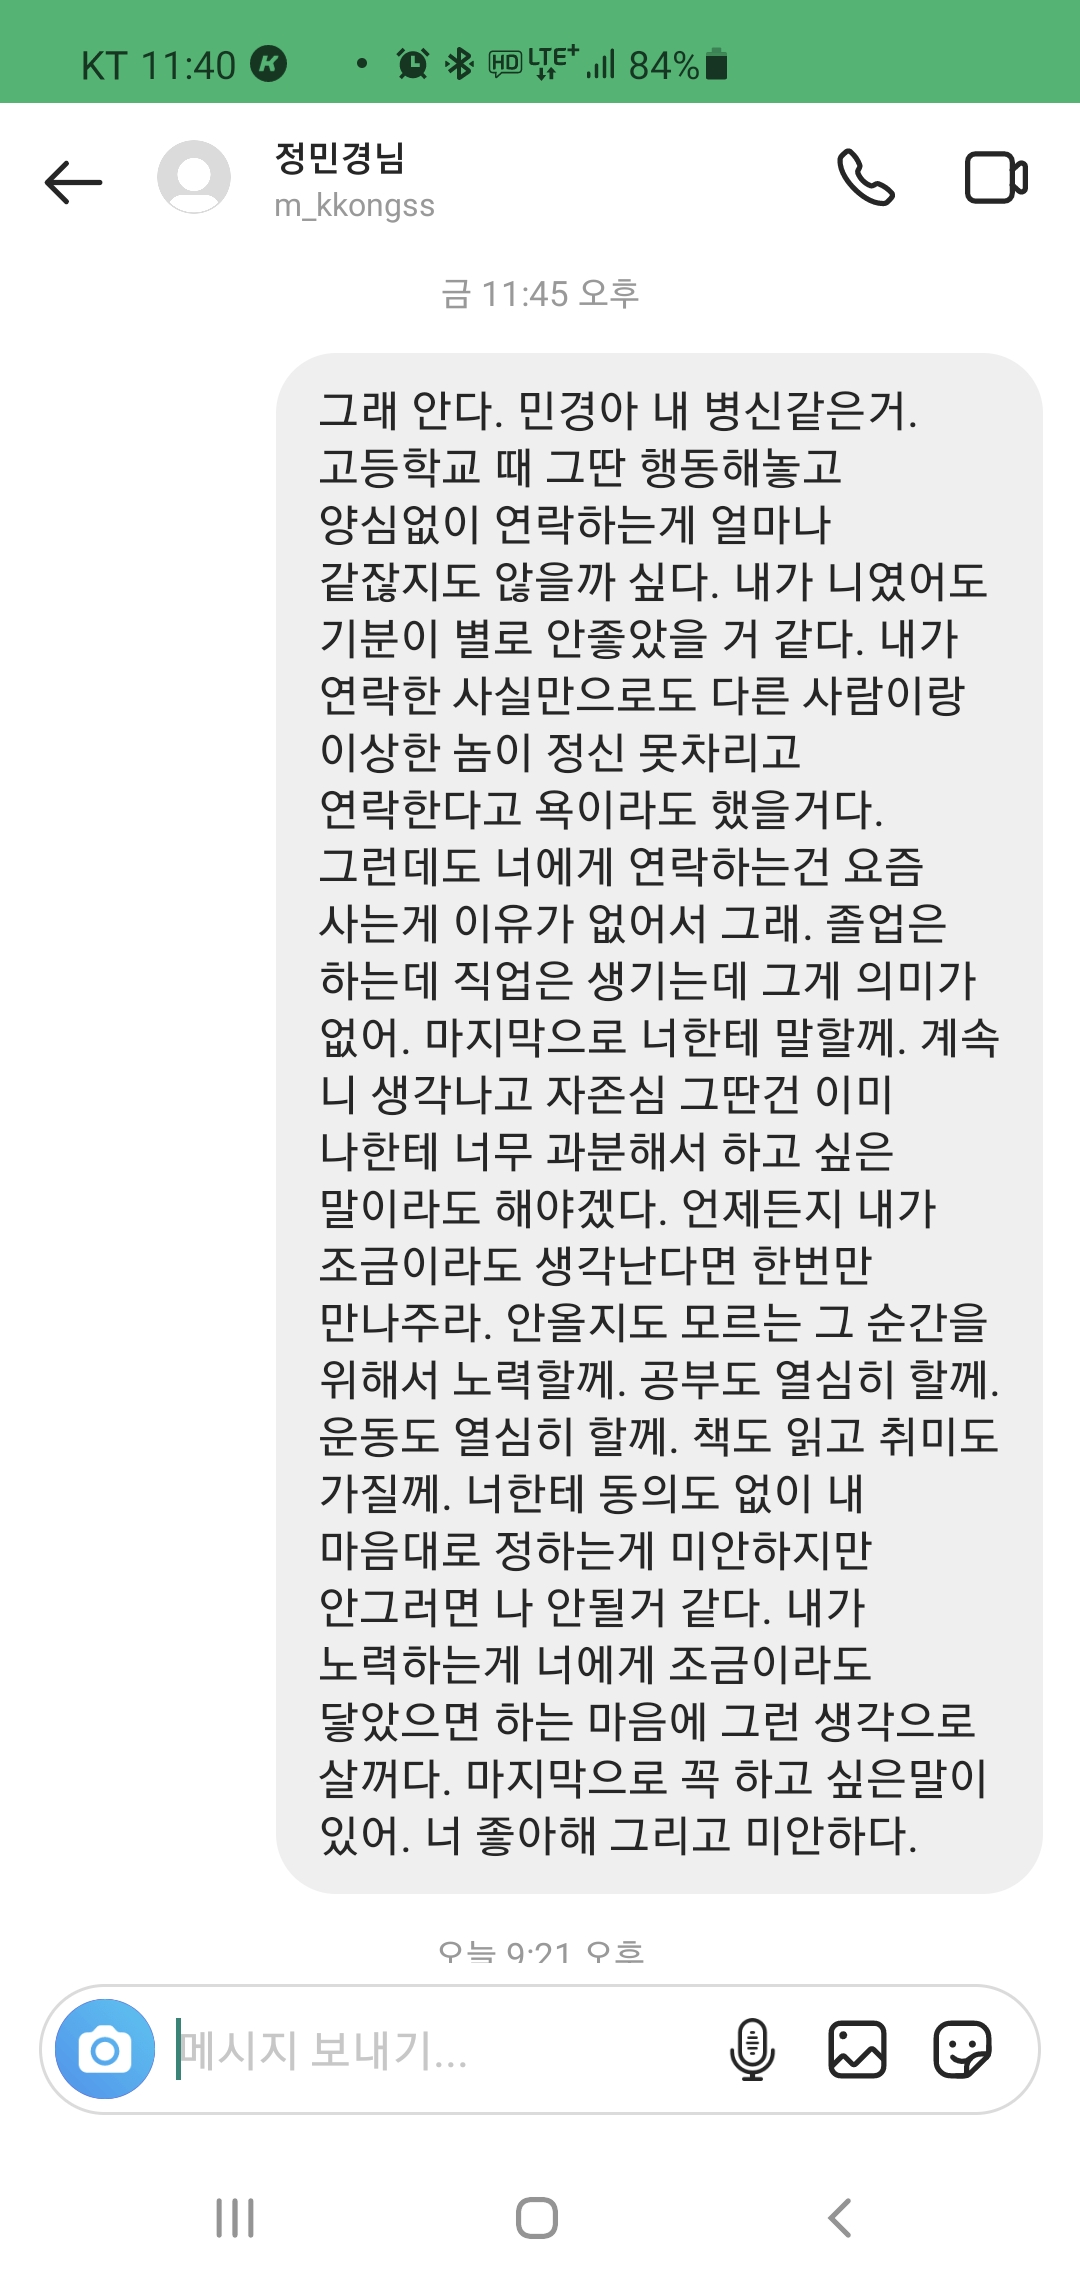 KT 11:40 K HD LTE+ 84%
정민경님
m_kkongss
금 11:45 오후
그래 안다. 민경아 내 병신같은거.
고등학교 때 그딴 행동해놓고
양심없이 연락하는게 얼마나
같잖지도 않을까 싶다. 내가 니였어도
기분이 별로 안좋았을 거 같다. 내가
연락한 사실만으로도 다른 사람이랑
이상한 놈이 정신 못차리고
연락한다고 욕이라도 했을거다.
그런데도 너에게 연락하는건 요즘
사는게 이유가 없어서 그래. 졸업은
하는데 직업은 생기는데 그게 의미가
없어. 마지막으로 너한테 말할께. 계속
니 생각나고 자존심 그딴건 이미
나한테 너무 과분해서 하고 싶은
말이라도 해야겠다. 언제든지 내가
조금이라도 생각난다면 한번만
만나주라. 안올지도 모르는 그 순간을
위해서 노력할께. 공부도 열심히 할께.
운동도 열심히 할께. 책도 읽고 취미도
가질께. 너한테 동의도 없이 내
마음대로 정하는게 미안하지만
안그러면 나 안될거 같다. 내가
노력하는게 너에게 조금이라도
닿았으면 하는 마음에 그런 생각으로
살꺼다. 마지막으로 꼭 하고 싶은말이
있어. 너 좋아해 그리고 미안하다.
오늘 9:21 오후
메시지 보내기...